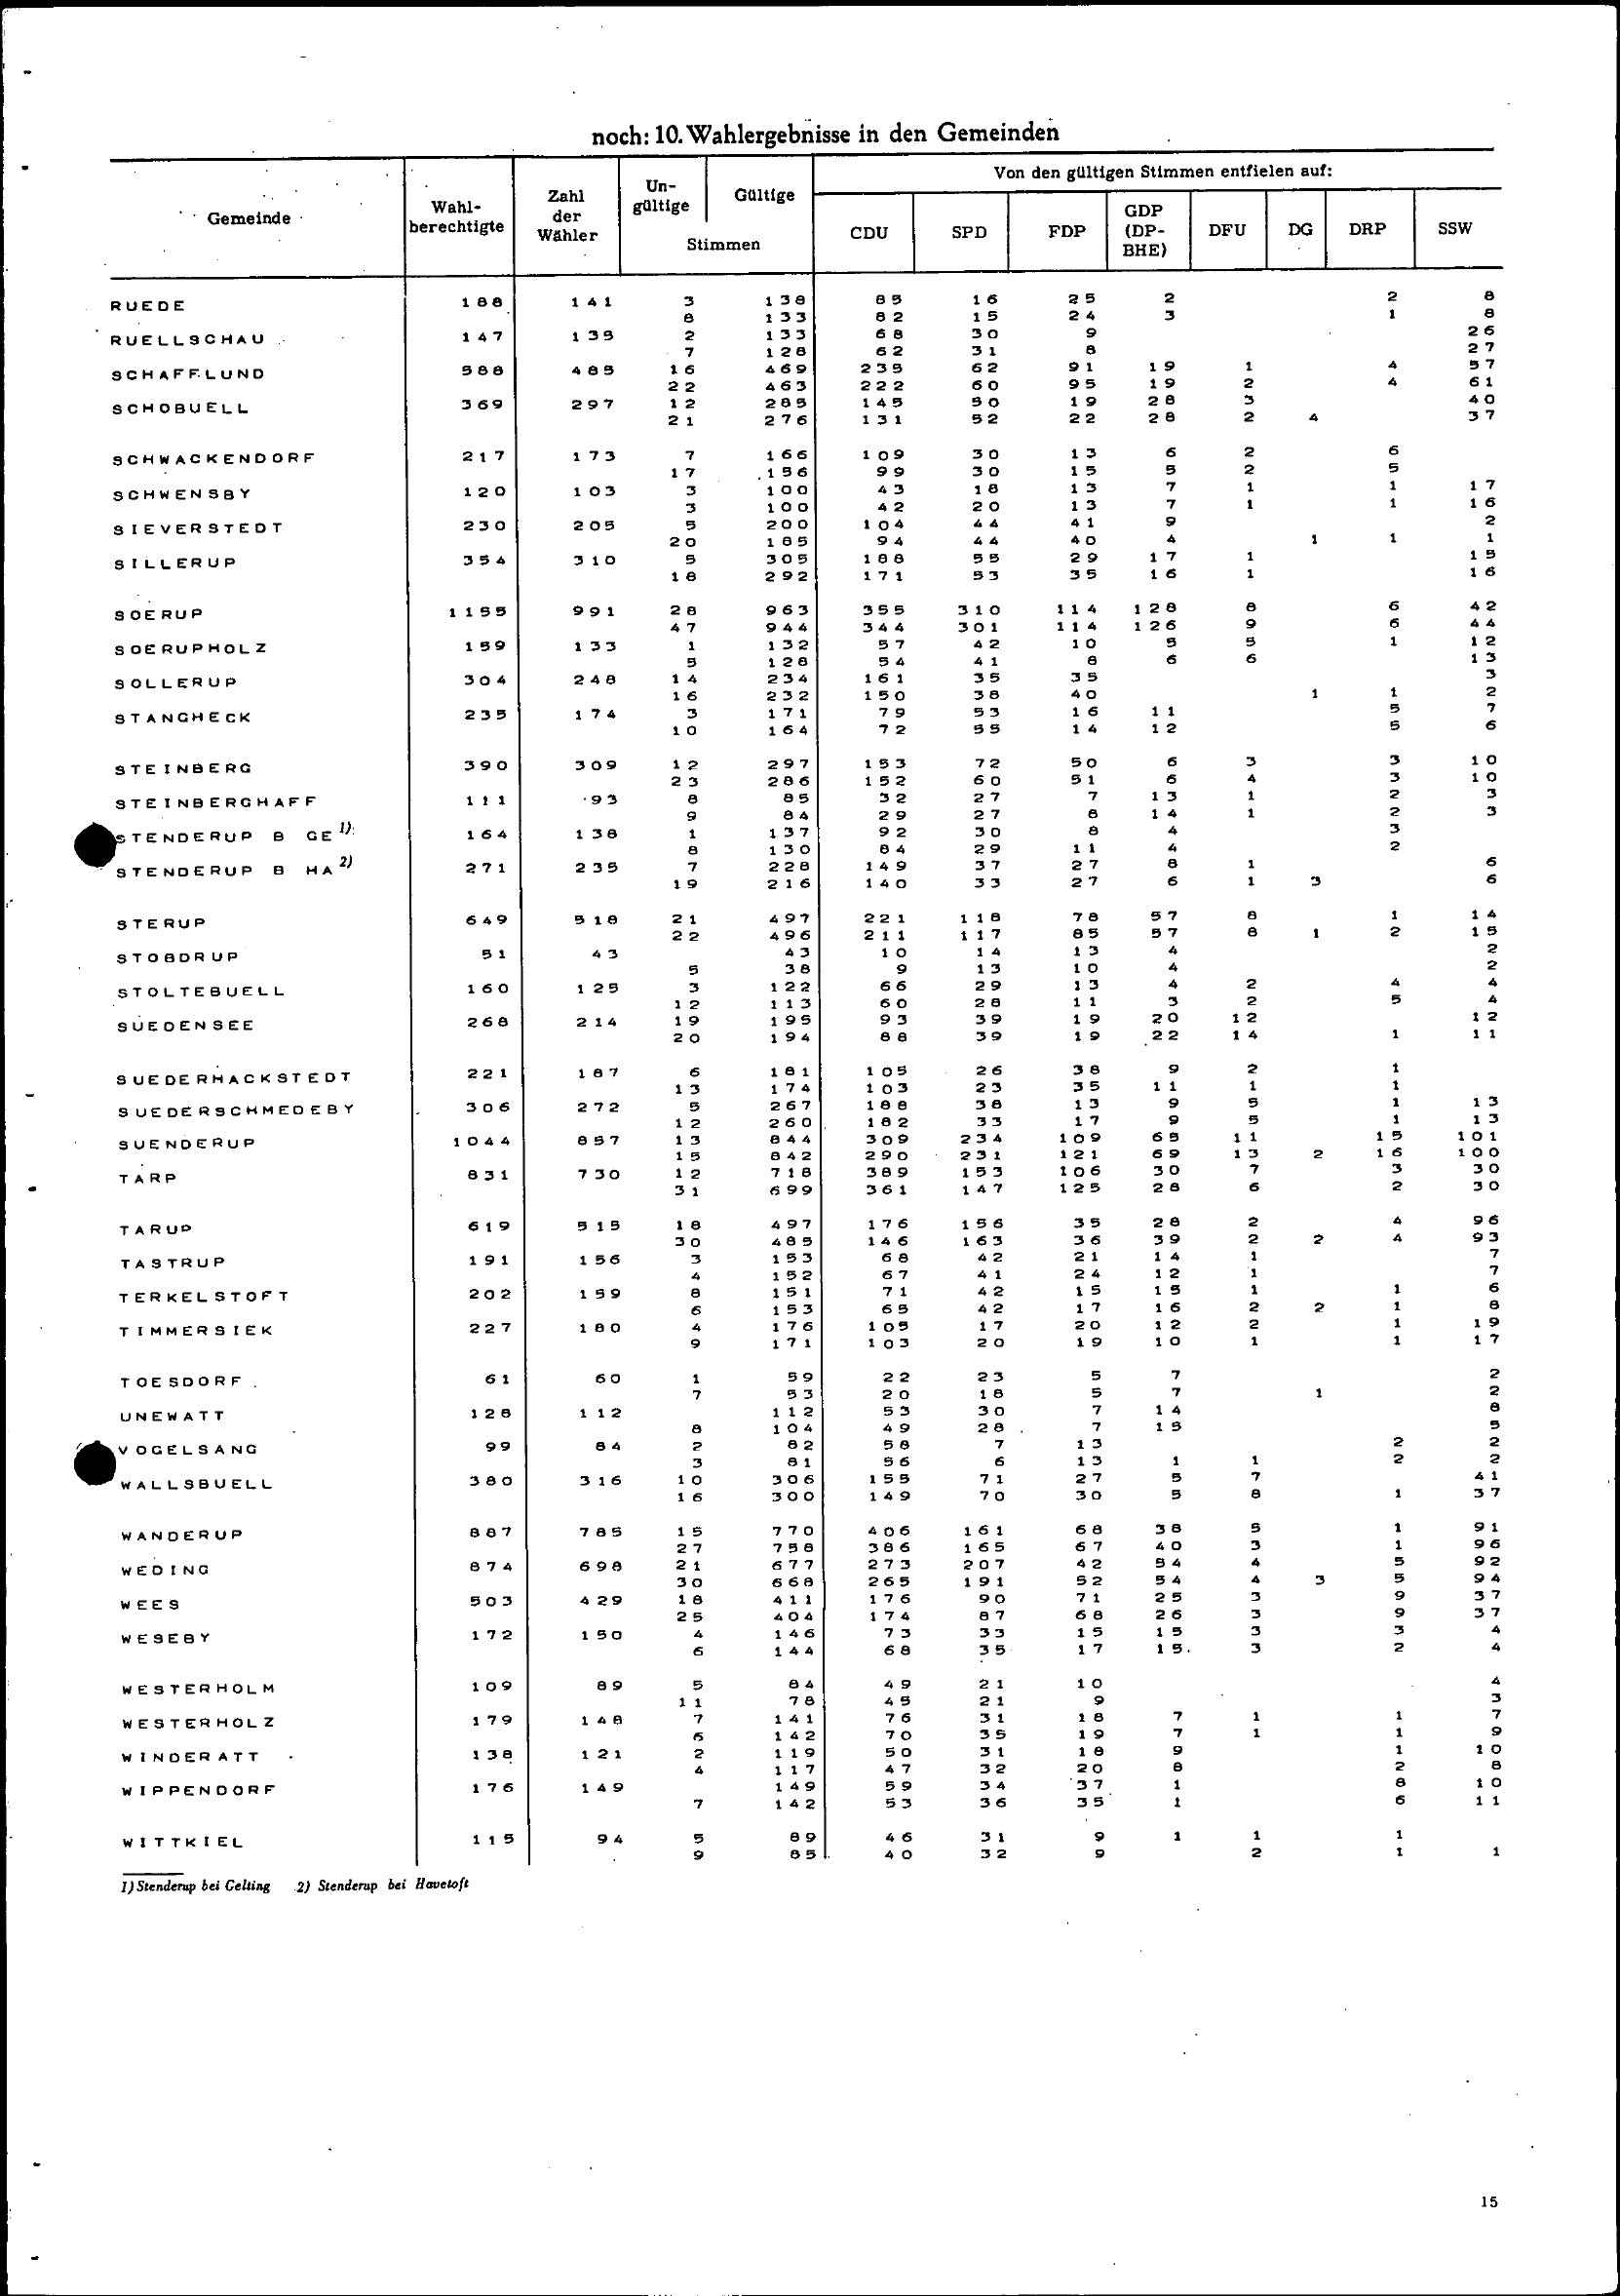 noch: 10. Wahlergebnisse in den Gemeinden
Gemeinde Wahl- berechtigte Zahl der Wähler Un- gültige Gültige Stimmen Von den gültigen Stimmen entfielen auf:
CDU SPD FDP GDP (DP- BHE) DFU DG DRP SSW
RUEDE 188 141 3 138 85 16 25 2 2 8
8 133 82 15 24 3 1 8
RUELLSCHAU 147 135 2 133 68 30 9 26
7 128 62 31 8 27
SCHAFFLUND 588 485 16 469 235 62 91 19 1 4 57
22 463 222 60 95 19 2 4 61
SCHOBUELL 369 297 12 285 145 50 19 28 3 40
21 276 131 52 22 28 2 4 37
SCHWACKENDORF 217 173 7 166 109 30 13 6 2 6
17 156 99 30 15 5 2 5
SCHWENSBY 120 103 3 100 43 18 13 7 1 1 17
3 100 42 20 13 7 1 1 16
SIEVERSTEDT 230 205 5 200 104 44 41 9 2
20 185 94 44 40 4 1 1 1
SILLERUP 354 310 5 305 188 55 29 17 1 15
18 292 171 53 35 16 1 16
SOERUP 1155 991 28 963 355 310 114 128 8 6 42
47 944 344 301 114 126 9 6 44
SOERUPHOLZ 159 133 1 132 57 42 10 5 5 1 12
5 128 54 41 8 6 6 13
SOLLERUP 304 248 14 234 161 35 35 3
16 232 150 38 40 1 1 2
STANGHECK 235 174 3 171 79 53 16 11 5 7
10 164 72 55 14 12 5 6
STEINBERG 390 309 12 297 153 72 50 6 3 3 10
23 286 152 60 51 6 4 3 10
STEINBERGHAFF 111 93 8 85 32 27 7 13 1 2 3
9 84 29 27 8 14 1 2 3
STENDERUP B GE 1) 164 138 1 137 92 30 8 4 3
8 130 84 29 11 4 2
STENDERUP B HA 2) 271 235 7 228 149 37 27 8 1 6
19 216 140 33 27 6 1 3 6
STERUP 649 518 21 497 221 118 78 57 8 1 14
22 496 211 117 85 57 8 1 2 15
STOBDRUP 51 43 43 10 14 13 4 2
5 38 9 13 10 4 2
STOLTEBUELL 160 125 3 122 66 29 13 4 2 4 4
12 113 60 28 11 3 2 5 4
SUEDENSEE 268 214 19 195 93 39 19 20 12 12
20 194 88 39 19 22 14 1 11
SUEDERHACKSTEDT 221 187 6 181 105 26 38 9 2 1
13 174 103 23 35 11 1 1
SUEDERSCHMEDEBY 306 272 5 267 188 38 13 9 5 1 13
12 260 182 33 17 9 5 1 13
SUENDERUP 1044 857 13 844 309 234 109 65 11 15 101
15 842 290 231 121 69 13 2 16 100
TARP 831 730 12 718 389 153 106 30 7 3 30
31 699 361 147 125 28 6 2 30
TARUP 619 515 18 497 176 156 35 28 2 4 96
30 485 146 163 36 39 2 2 4 93
TASTRUP 191 156 3 153 68 42 21 14 1 7
4 152 67 41 24 12 1 7
TERKELSTOFT 202 159 8 151 71 42 15 15 1 1 6
6 153 65 42 17 16 2 2 1 8
TIMMERSIEK 227 180 4 176 105 17 20 12 2 1 19
9 171 103 20 19 10 1 1 17
TOESDORF 61 60 1 59 22 23 5 7 2
7 53 20 18 5 7 1 2
UNEWATT 128 112 112 53 30 7 14 8
8 104 49 28 7 15 5
VOGELSANG 99 84 2 82 58 7 13 2 2
3 81 56 6 13 1 1 2 2
WALLSBUELL 380 316 10 306 155 71 27 5 7 41
16 300 149 70 30 5 8 1 37
WANDERUP 887 785 15 770 406 161 68 38 5 1 91
27 758 386 165 67 40 3 1 96
WEDING 874 698 21 677 273 207 42 54 4 5 92
30 668 265 191 52 54 4 3 5 94
WEES 503 429 18 411 176 90 71 25 3 9 37
25 404 174 87 68 26 3 9 37
WESEBY 172 150 4 146 73 33 15 15 3 3 4
6 144 68 35 17 15 3 2 4
WESTERHOLM 109 89 5 84 49 21 10 4
11 78 45 21 9 3
WESTERHOLZ 179 148 7 141 76 31 18 7 1 1 7
6 142 70 35 19 7 1 1 9
WINDERATT 138 121 2 119 50 31 18 9 1 10
4 117 47 32 20 8 2 8
WIPPENDORF 176 149 149 59 34 37 1 8 10
7 142 53 36 35 1 6 11
WITTKIEL 115 94 5 89 46 31 9 1 1 1
9 85 40 32 9 2 1 1
1) Stenderup bei Gelting 2) Stenderup bei Havetoft
15